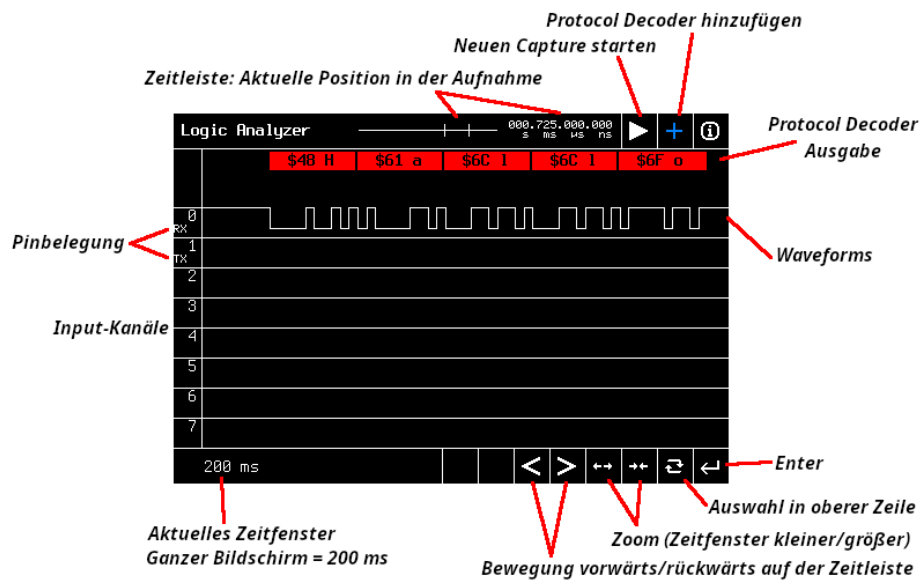 Protocol Decoder hinzufügen
Neuen Capture starten
Zeitleiste: Aktuelle Position in der Aufnahme
Logic Analyzer
000.725.000.000
s ms µs ns
Protocol Decoder
Ausgabe
$48 H $61 a $6C l $6C l $6F o
0
RX
Pinbelegung
1
TX
Waveforms
2
3
Input-Kanäle
4
5
6
7
200 ms
Enter
Auswahl in oberer Zeile
Aktuelles Zeitfenster
Ganzer Bildschirm = 200 ms
Zoom (Zeitfenster kleiner/größer)
Bewegung vorwärts/rückwärts auf der Zeitleiste